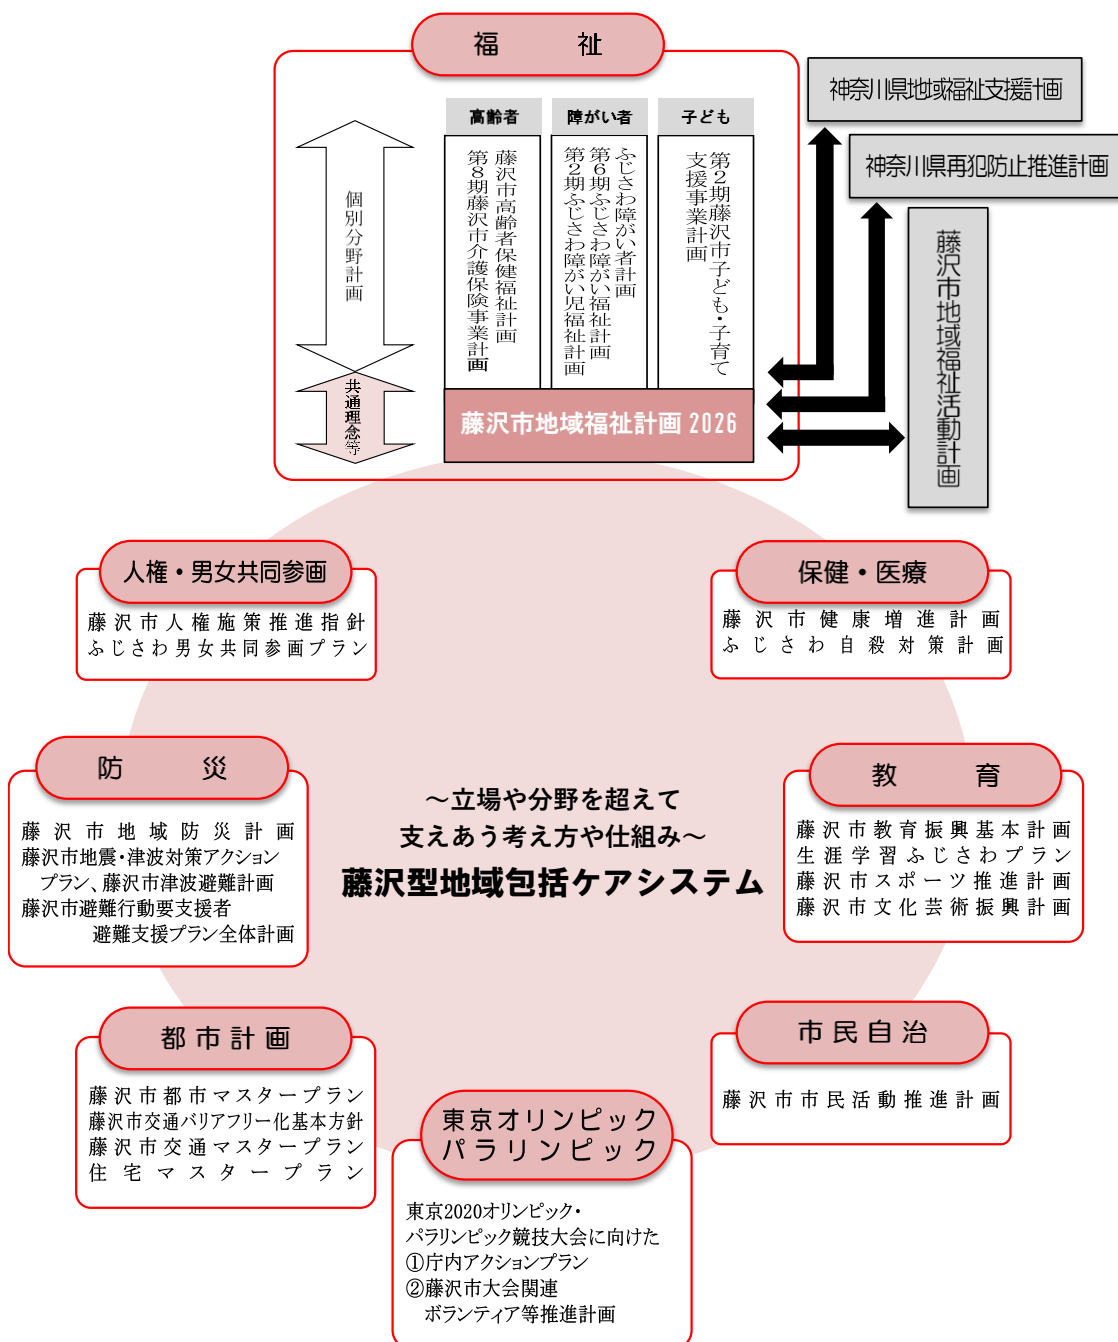 福　祉
神奈川県地域福祉支援計画
神奈川県再犯防止推進計画
藤沢市地域福祉活動計画
個別分野計画
共通理念等
高齢者
藤沢市高齢者保健福祉計画
第8期藤沢市介護保険事業計画
障がい者
ふじさわ障がい者計画
第6期ふじさわ障がい福祉計画
第2期ふじさわ障がい児福祉計画
子ども
第2期藤沢市子ども・子育て
支援事業計画
藤沢市地域福祉計画 2026
人権・男女共同参画
藤沢市人権施策推進指針
ふじさわ男女共同参画プラン
保健・医療
藤沢市健康増進計画
ふじさわ自殺対策計画
防　災
藤沢市地域防災計画
藤沢市地震・津波対策アクション
プラン、藤沢市津波避難計画
藤沢市避難行動要支援者
避難支援プラン全体計画
～立場や分野を超えて
支えあう考え方や仕組み～
藤沢型地域包括ケアシステム
教　育
藤沢市教育振興基本計画
生涯学習ふじさわプラン
藤沢市スポーツ推進計画
藤沢市文化芸術振興計画
都市計画
藤沢市都市マスタープラン
藤沢市交通バリアフリー化基本方針
藤沢市交通マスタープラン
住宅マスタープラン
市民自治
藤沢市市民活動推進計画
東京オリンピック
パラリンピック
東京2020オリンピック・
パラリンピック競技大会に向けた
①庁内アクションプラン
②藤沢市大会関連
ボランティア等推進計画